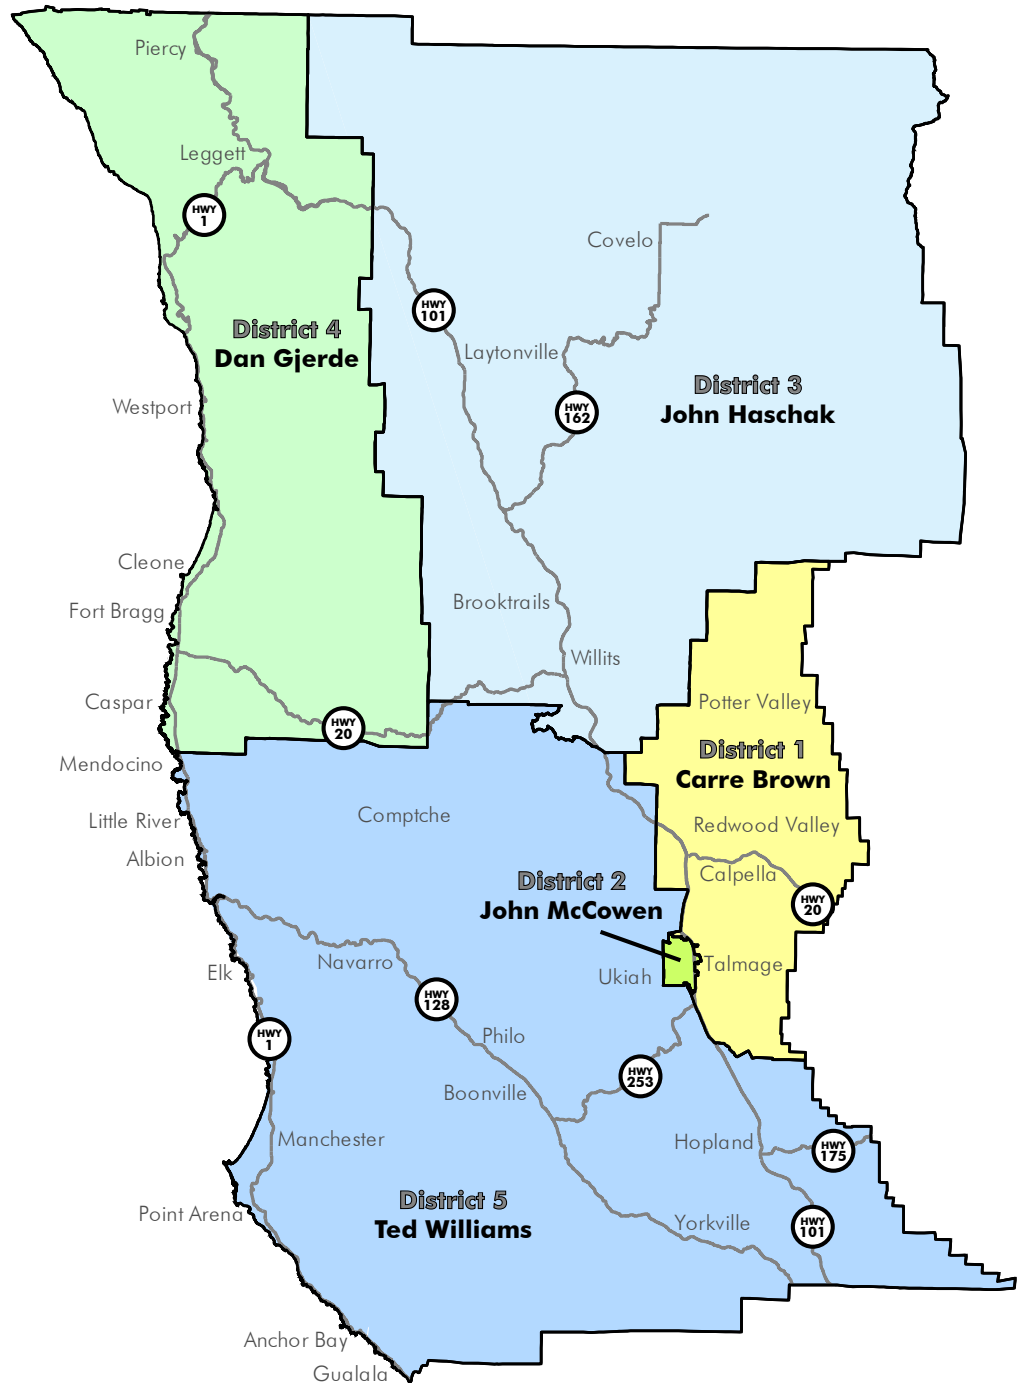 Piercy
Leggett
HWY
1
Covelo
HWY
101
District 4
Dan Gjerde
Laytonville
District 3
John Haschak
Westport
HWY
162
Cleone
Fort Bragg
Brooktrails
Willits
Caspar
Potter Valley
HWY
20
District 1
Carre Brown
Mendocino
Comptche
Little River
Redwood Valley
Albion
Calpella
District 2
John McCowen
HWY
20
Navarro
Elk
Ukiah
Talmage
HWY
128
HWY
1
Philo
HWY
253
Boonville
Manchester
Hopland
HWY
175
District 5
Ted Williams
Point Arena
Yorkville
HWY
101
Anchor Bay
Gualala